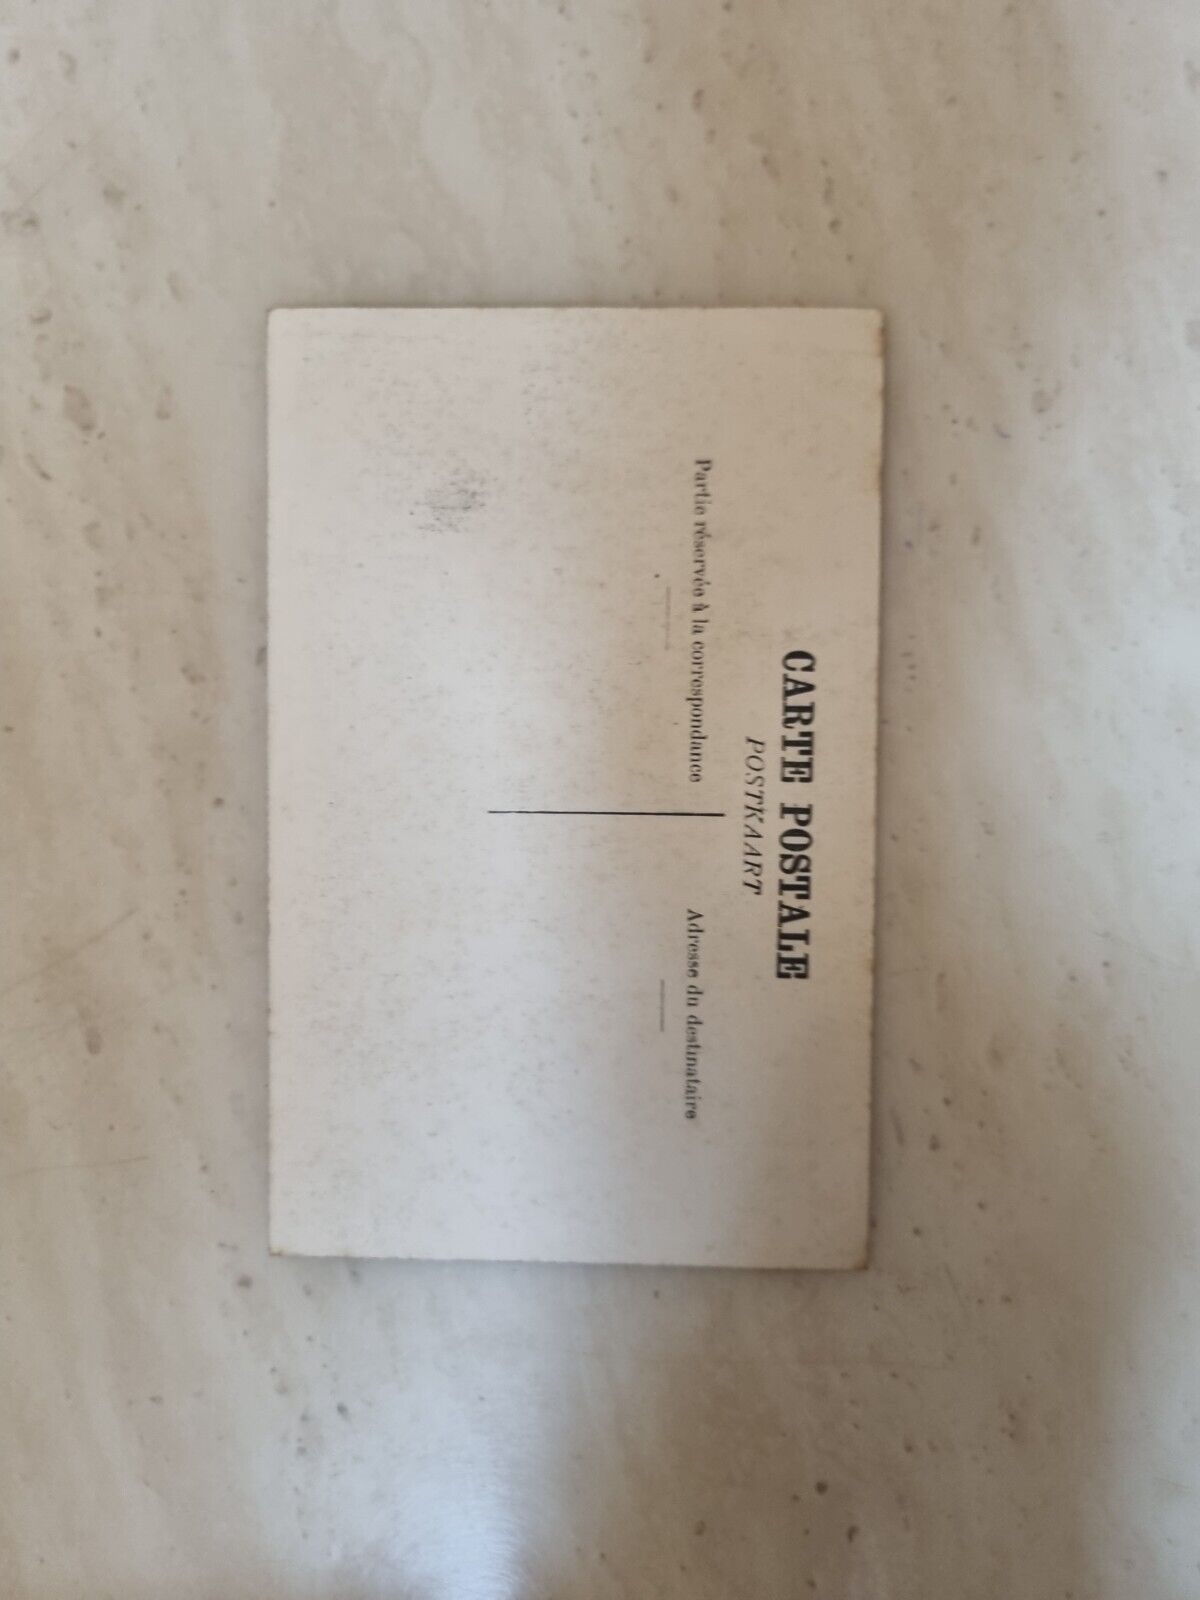 CARTE POSTALE
POSTKAART
Partie réservée à la correspondance
Adresse du destinataire